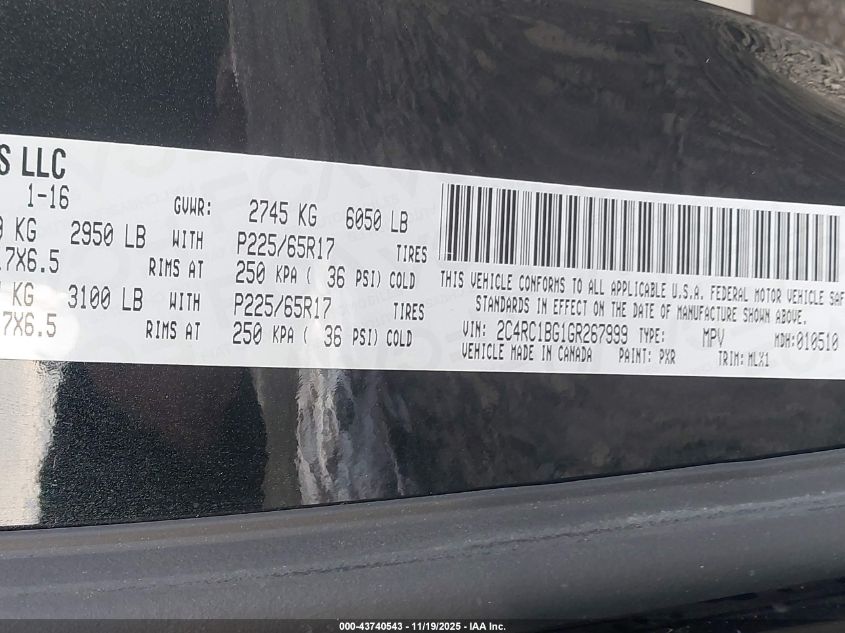 S LLC
1-16
GVWR: 2745 KG 6050 LB
KG 2950 LB WITH P225/65R17 TIRES
7X6.5 RIMS AT 250 KPA ( 36 PSI) COLD
KG 3100 LB WITH P225/65R17 TIRES
7X6.5 RIMS AT 250 KPA ( 36 PSI) COLD
THIS VEHICLE CONFORMS TO ALL APPLICABLE U.S.A. FEDERAL MOTOR VEHICLE SAF
STANDARDS IN EFFECT ON THE DATE OF MANUFACTURE SHOWN ABOVE.
VIN: 2C4RC1BG1GR267999 TYPE: MPV MDH:010510
VEHICLE MADE IN CANADA PAINT: PXR TRIM: MLX1
000-43740543 - 11/19/2025 - IAA Inc.